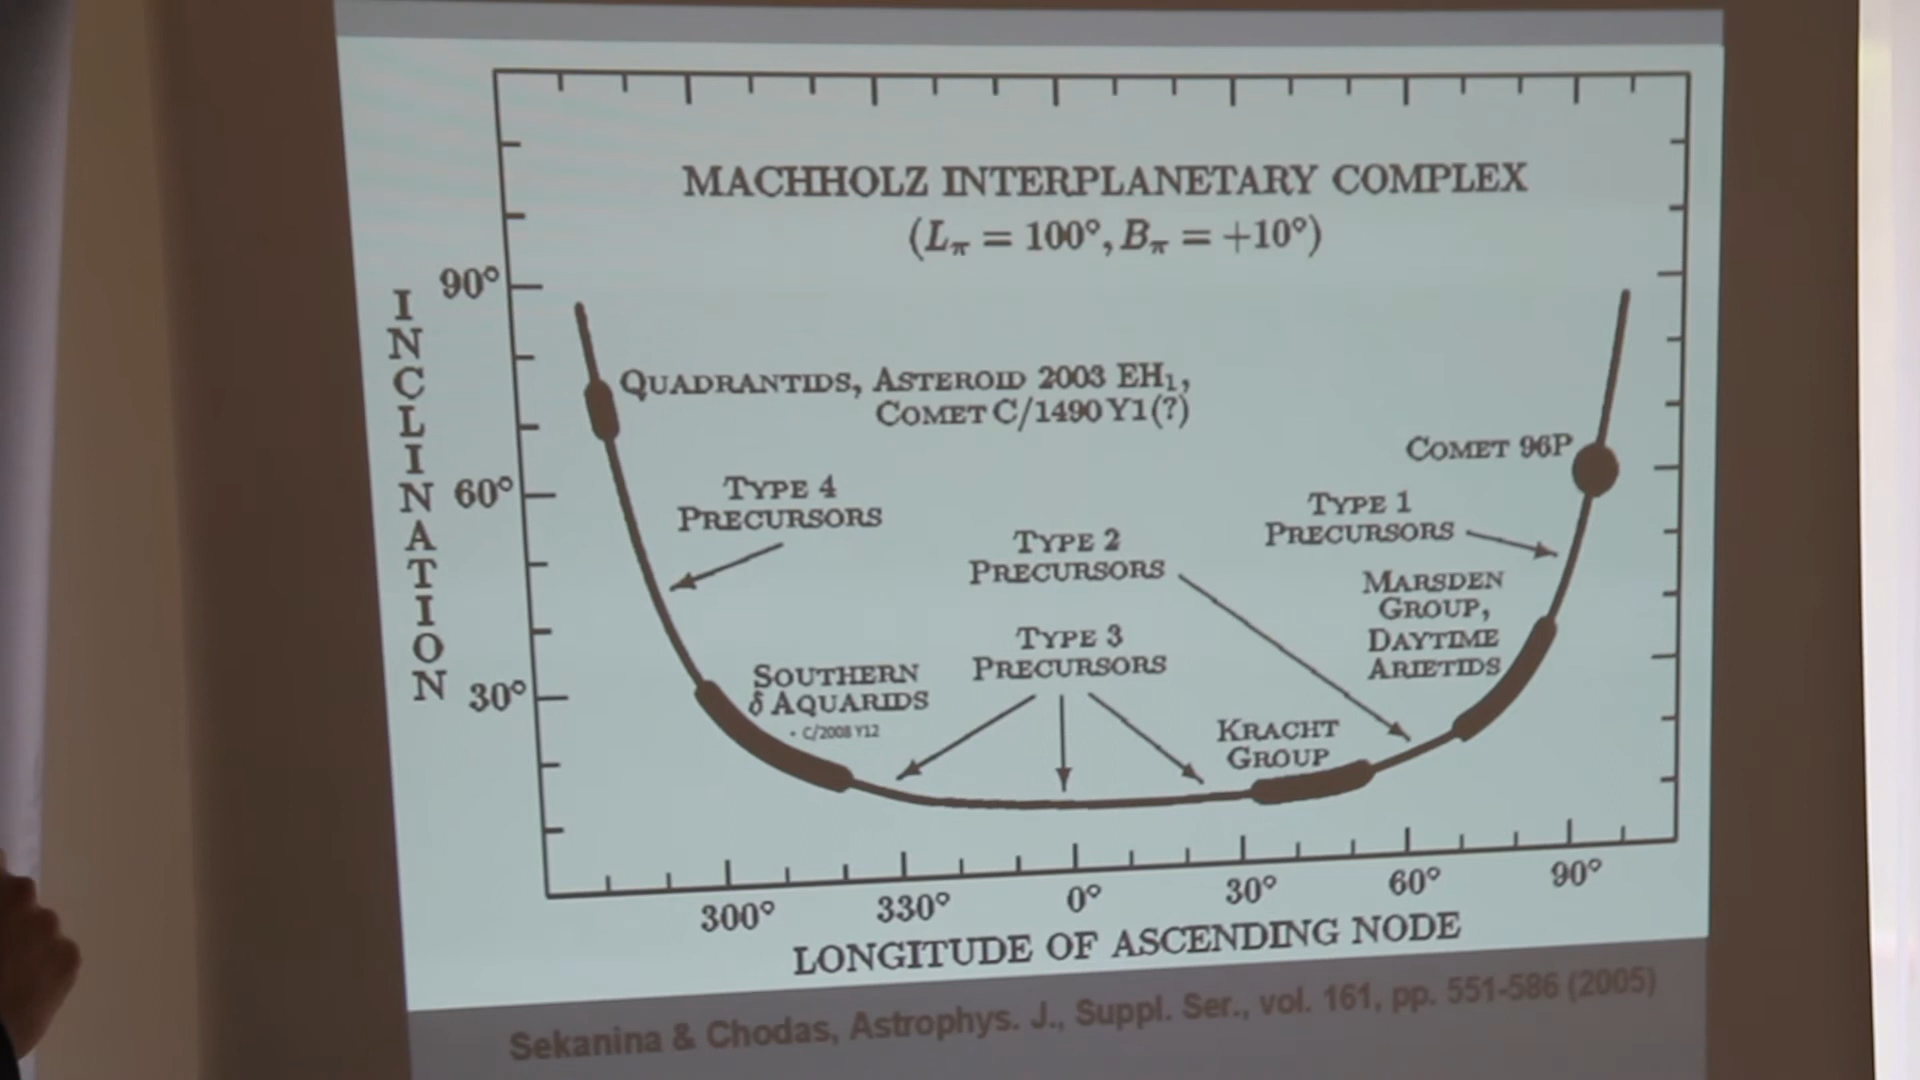 MACHHOLZ INTERPLANETARY COMPLEX
(Lπ = 100°, Bπ = +10°)
INCLINATION
90°
60°
30°
QUADRANTIDS, ASTEROID 2003 EH₁,
COMET C/1490 Y1(?)
COMET 96P
TYPE 4
PRECURSORS
TYPE 1
PRECURSORS
TYPE 2
PRECURSORS
MARSDEN
GROUP,
DAYTIME
ARIETIDS
TYPE 3
PRECURSORS
SOUTHERN
δ AQUARIDS
• C/2008 Y12
KRACHT
GROUP
300° 330° 0° 30° 60° 90°
LONGITUDE OF ASCENDING NODE
Sekanina & Chodas, Astrophys. J., Suppl. Ser., vol. 161, pp. 551-586 (2005)